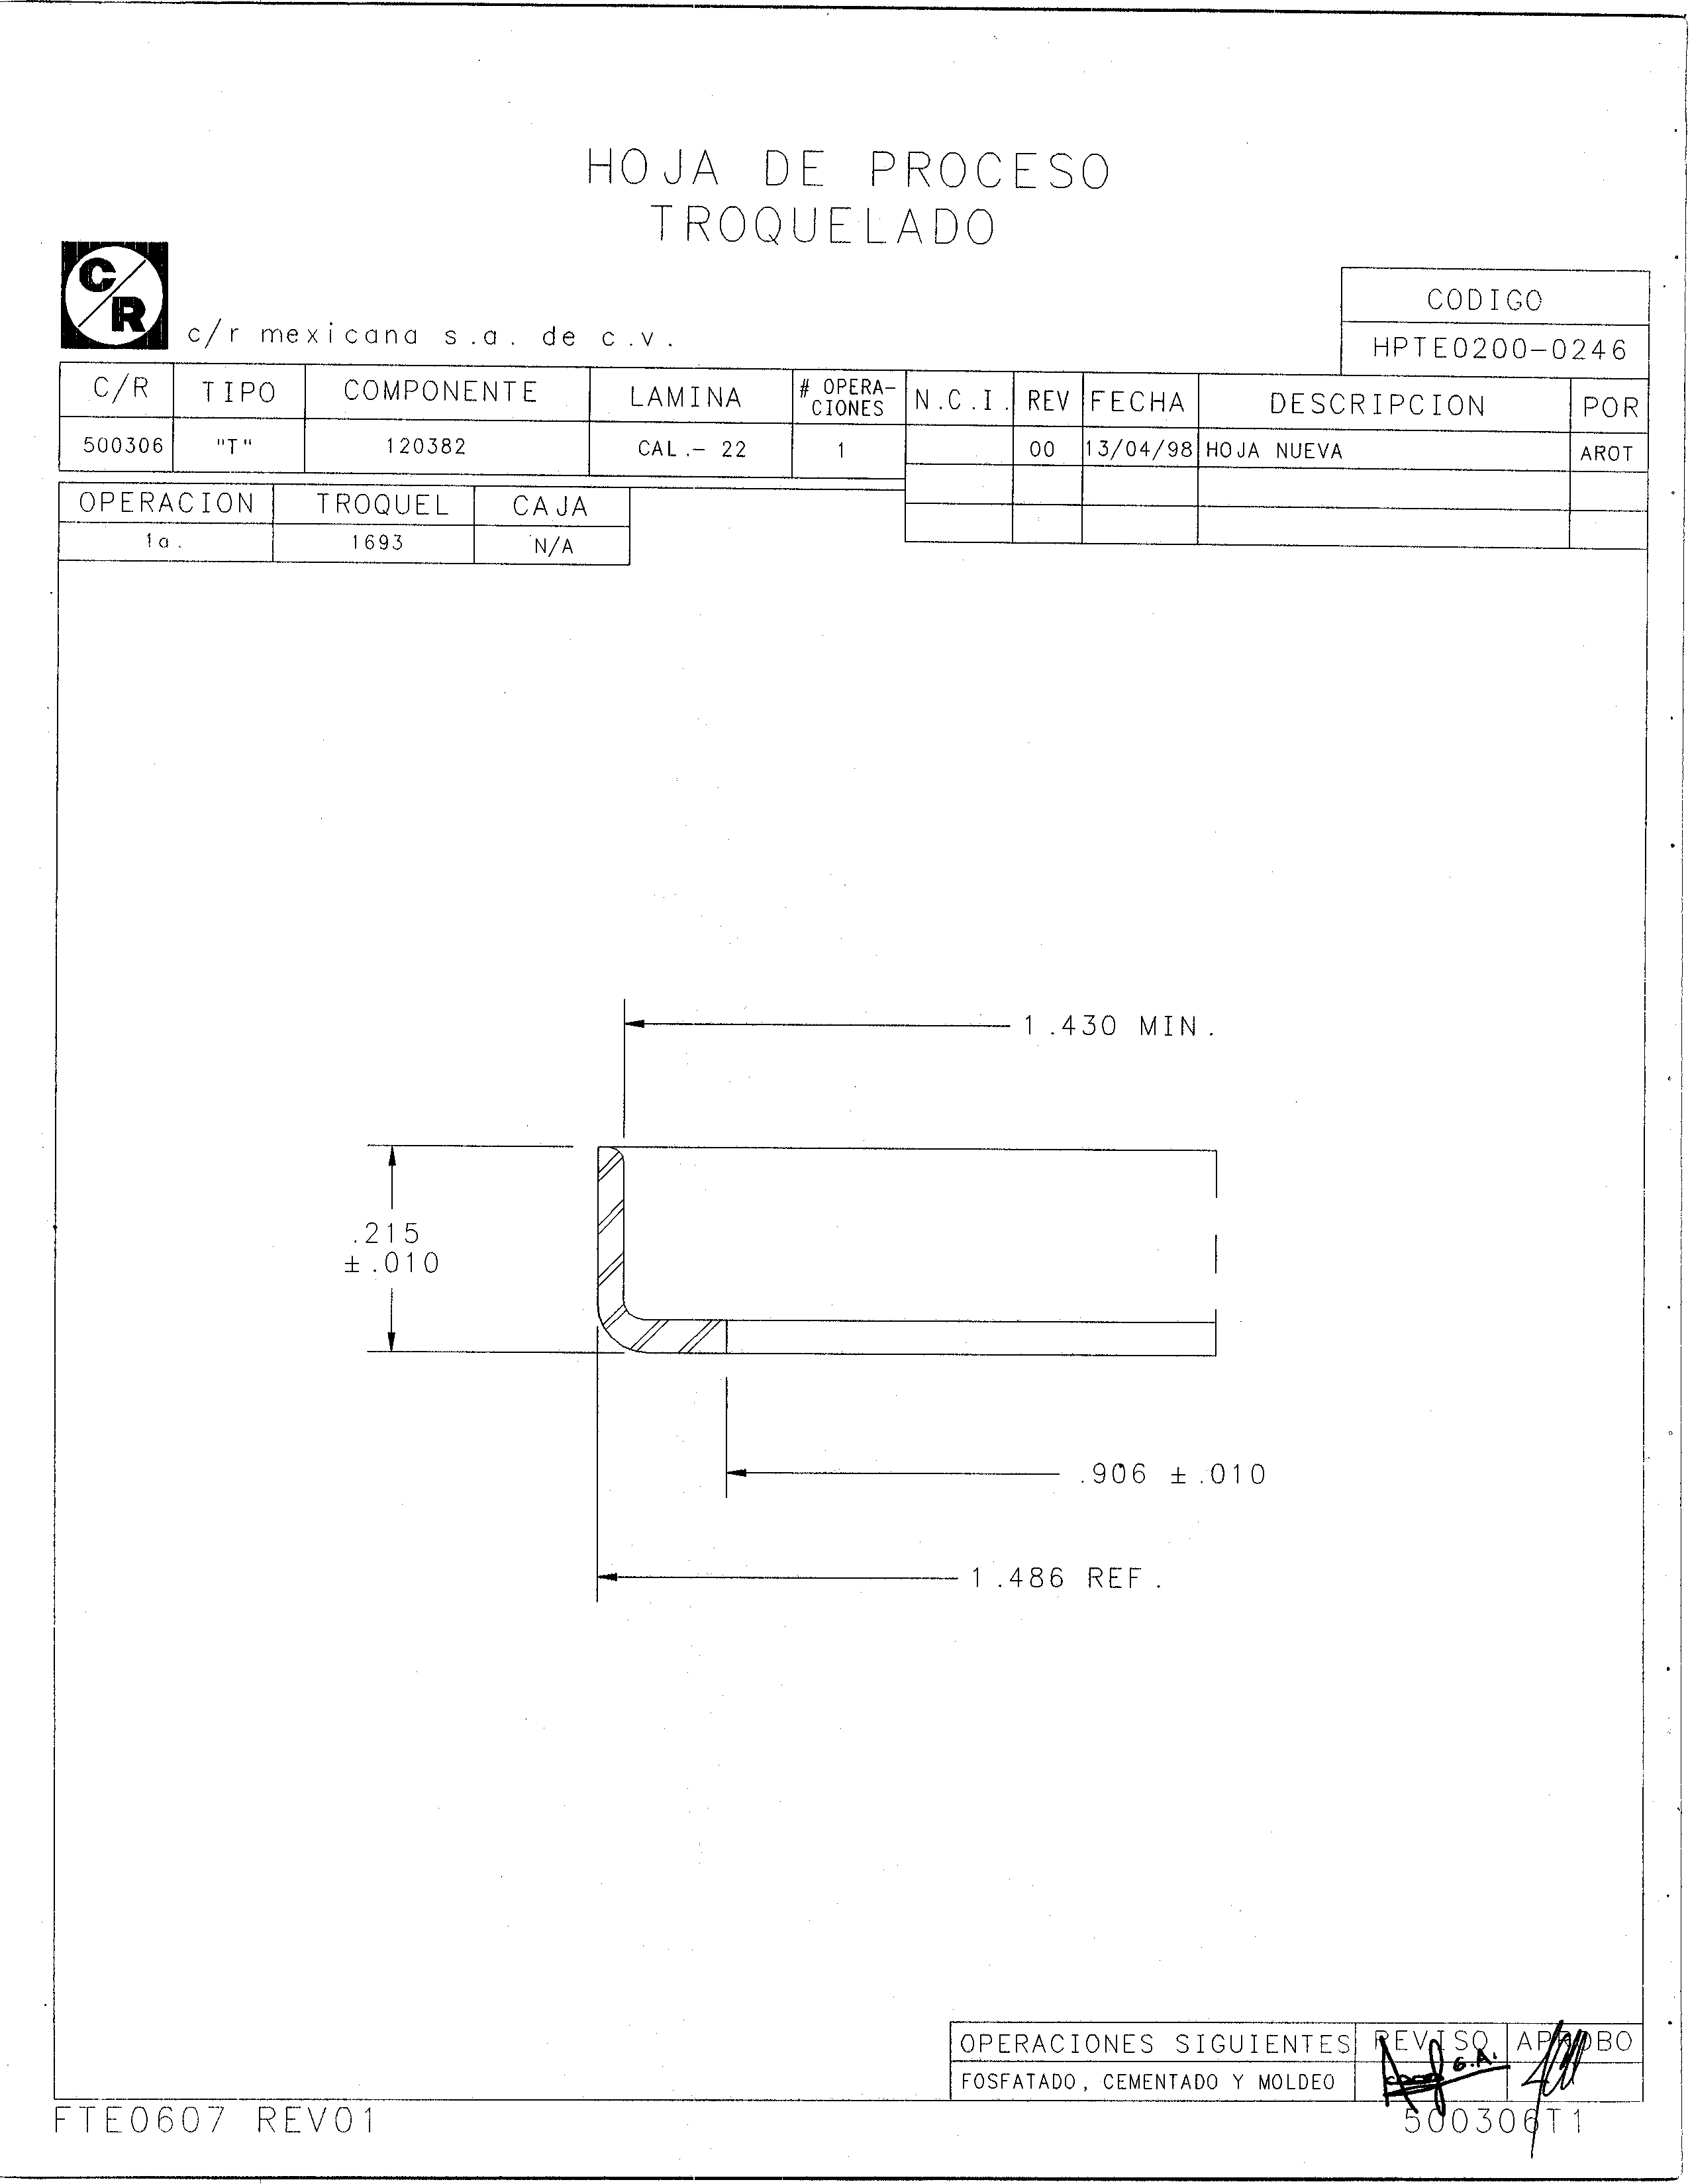 HOJA DE PROCESO
TROQUELADO
C/R
c/r mexicana s.a. de c.v.
CODIGO
HPTE0200-0246
C/R TIPO COMPONENTE LAMINA # OPERA-CIONES N.C.I. REV FECHA DESCRIPCION POR
500306 "T" 120382 CAL.- 22 1 00 13/04/98 HOJA NUEVA AROT
OPERACION TROQUEL CAJA
1a. 1693 N/A
1.430 MIN.
.215
±.010
.906 ±.010
1.486 REF.
OPERACIONES SIGUIENTES REVISO APROBO
FOSFATADO, CEMENTADO Y MOLDEO G.A.
FTE0607 REV01
500306T1